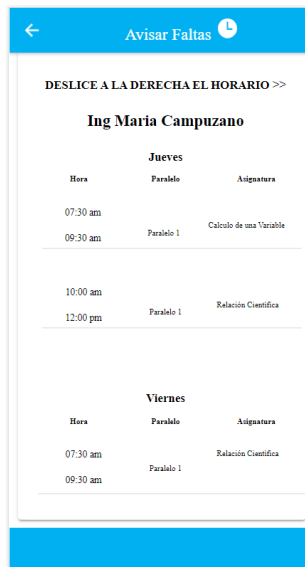 Avisar Faltas
DESLICE A LA DERECHA EL HORARIO >>
Ing Maria Campuzano
Jueves
Hora Paralelo Asignatura
07:30 am
09:30 am Paralelo 1 Calculo de una Variable
10:00 am
12:00 pm Paralelo 1 Relación Cientifica
Viernes
Hora Paralelo Asignatura
07:30 am
09:30 am Paralelo 1 Relación Cientifica